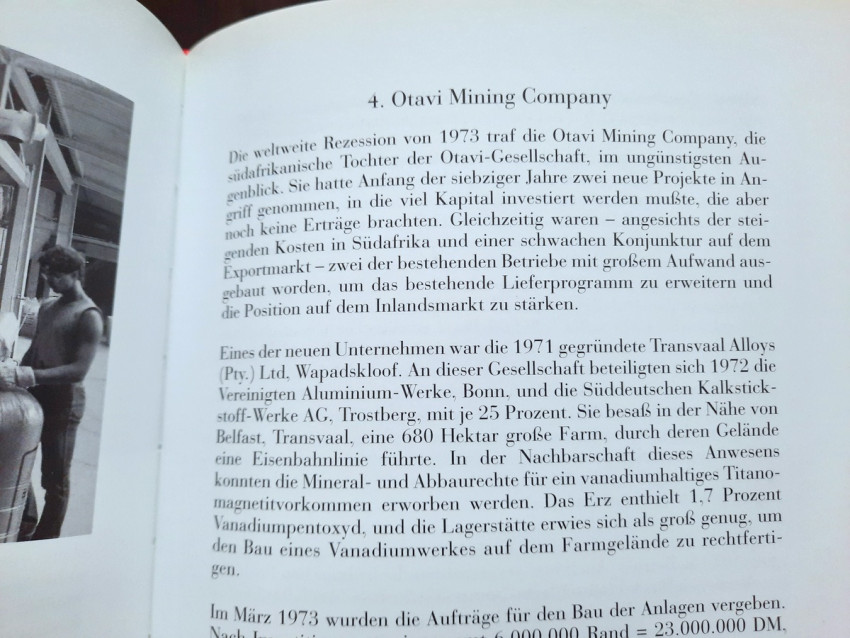 4. Otavi Mining Company
Die weltweite Rezession von 1973 traf die Otavi Mining Company, die
südafrikanische Tochter der Otavi-Gesellschaft, im ungünstigsten Au-
genblick. Sie hatte Anfang der siebziger Jahre zwei neue Projekte in An-
griff genommen, in die viel Kapital investiert werden mußte, die aber
noch keine Erträge brachten. Gleichzeitig waren – angesichts der stei-
genden Kosten in Südafrika und einer schwachen Konjunktur auf dem
Exportmarkt – zwei der bestehenden Betriebe mit großem Aufwand aus-
gebaut worden, um das bestehende Lieferprogramm zu erweitern und
die Position auf dem Inlandsmarkt zu stärken.
Eines der neuen Unternehmen war die 1971 gegründete Transvaal Alloys
(Pty.) Ltd, Wapadskloof. An dieser Gesellschaft beteiligten sich 1972 die
Vereinigten Aluminium-Werke, Bonn, und die Süddeutschen Kalkstick-
stoff-Werke AG, Trostberg, mit je 25 Prozent. Sie besaß in der Nähe von
Belfast, Transvaal, eine 680 Hektar große Farm, durch deren Gelände
eine Eisenbahnlinie führte. In der Nachbarschaft dieses Anwesens
konnten die Mineral- und Abbaurechte für ein vanadiumhaltiges Titano-
magnetitvorkommen erworben werden. Das Erz enthielt 1,7 Prozent
Vanadiumpentoxyd, und die Lagerstätte erwies sich als groß genug, um
den Bau eines Vanadiumwerkes auf dem Farmgelände zu rechtferti-
gen.
Im März 1973 wurden die Aufträge für den Bau der Anlagen vergeben.
6.000.000 Rand = 23.000.000 DM,